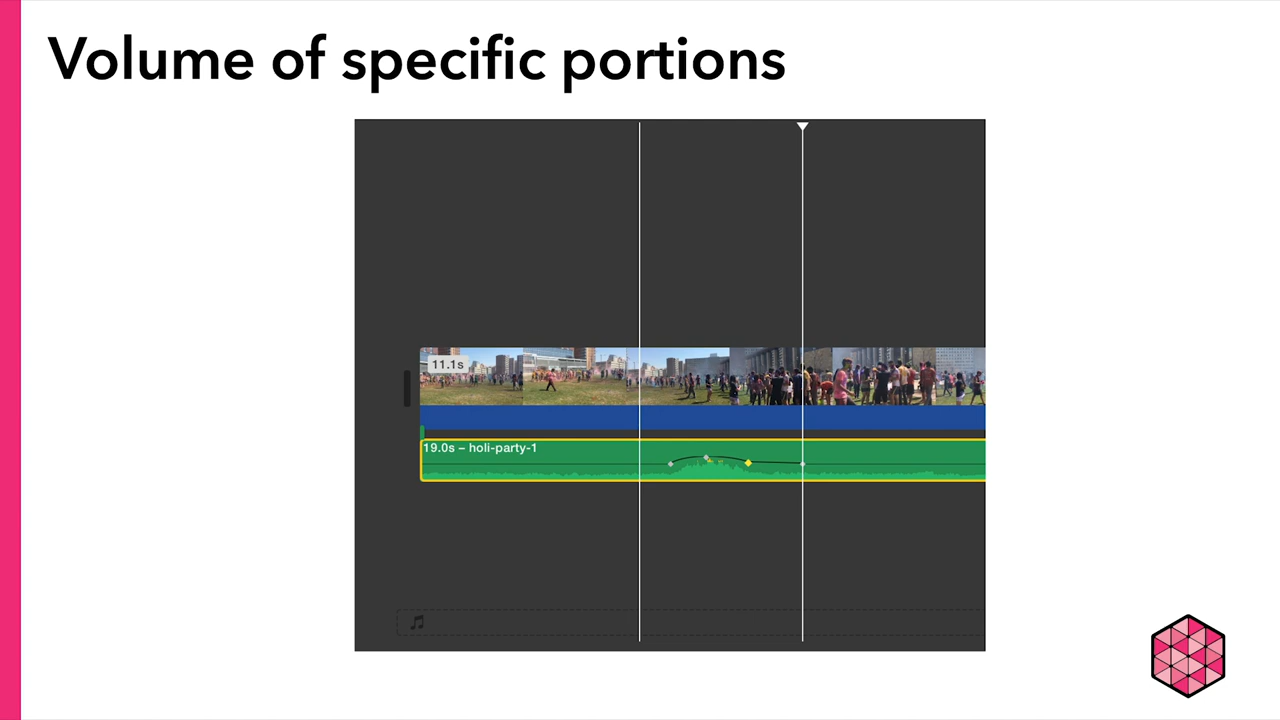 Volume of specific portions
11.1s
19.0s – holi-party-1